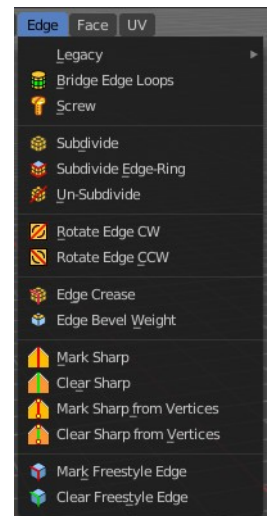 Edge Face UV
Legacy
Bridge Edge Loops
Screw
Subdivide
Subdivide Edge-Ring
Un-Subdivide
Rotate Edge CW
Rotate Edge CCW
Edge Crease
Edge Bevel Weight
Mark Sharp
Clear Sharp
Mark Sharp from Vertices
Clear Sharp from Vertices
Mark Freestyle Edge
Clear Freestyle Edge